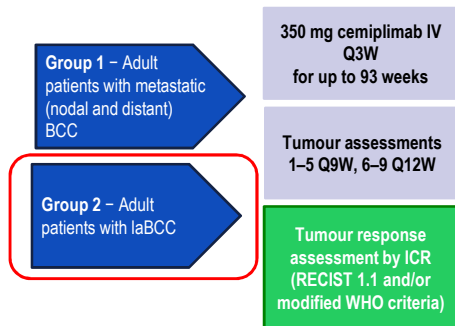 Group 1 – Adult
patients with metastatic
(nodal and distant)
BCC
Group 2 – Adult
patients with laBCC
350 mg cemiplimab IV
Q3W
for up to 93 weeks
Tumour assessments
1–5 Q9W, 6–9 Q12W
Tumour response
assessment by ICR
(RECIST 1.1 and/or
modified WHO criteria)